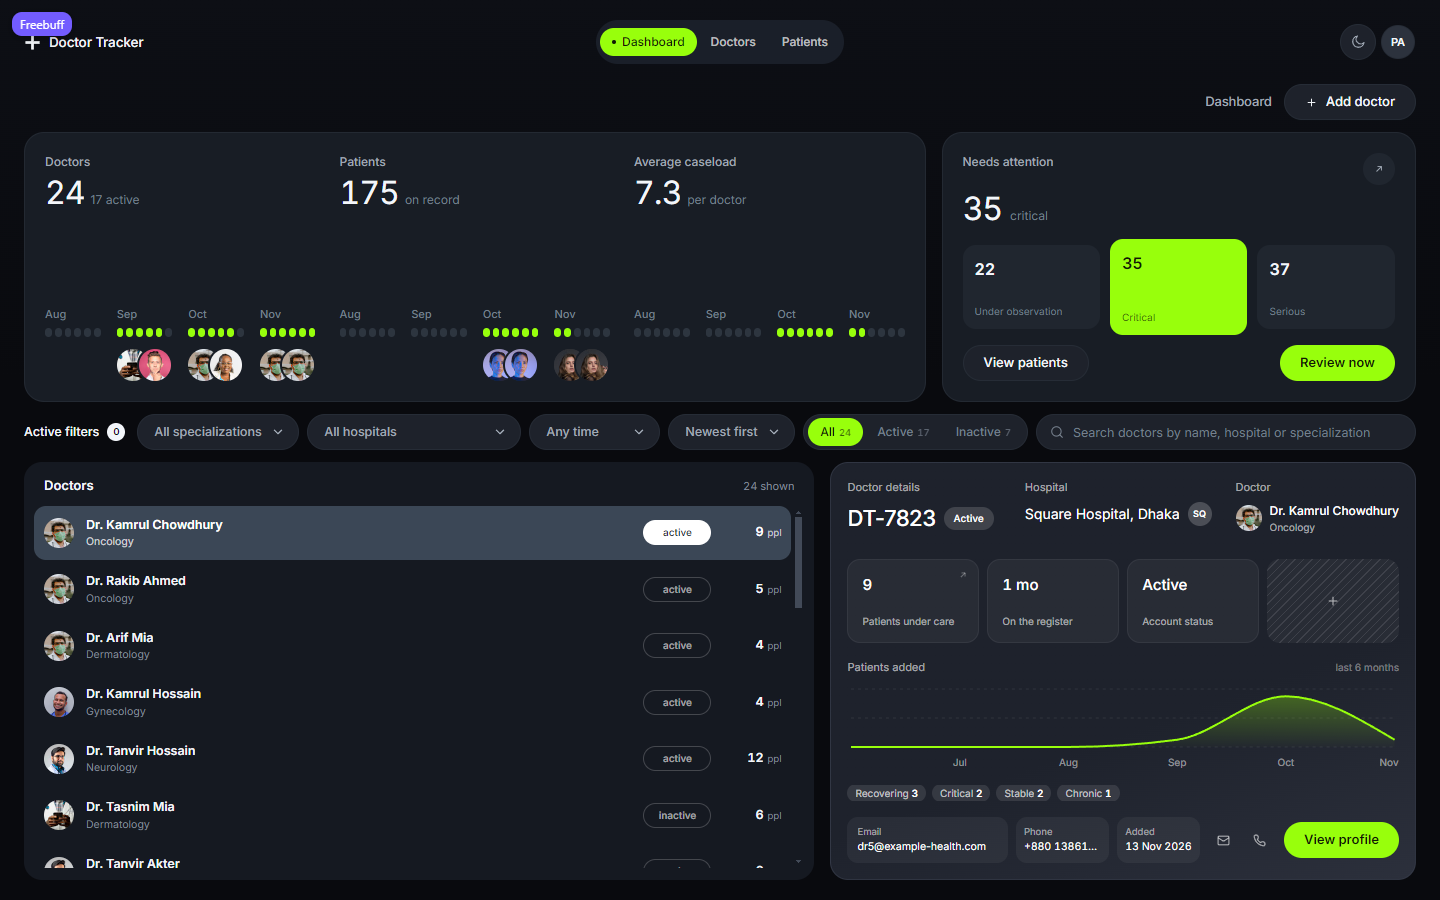 Freebuff
Doctor Tracker
Dashboard
Doctors
Patients
PA
Dashboard
+ Add doctor
Doctors
24 17 active
Patients
175 on record
Average caseload
7.3 per doctor
Aug Sep Oct Nov
Aug Sep Oct Nov
Aug Sep Oct Nov
Needs attention
35 critical
22
Under observation
35
Critical
37
Serious
View patients
Review now
Active filters 0
All specializations
All hospitals
Any time
Newest first
All 24
Active 17
Inactive 7
Search doctors by name, hospital or specialization
Doctors
24 shown
Dr. Kamrul Chowdhury
Oncology
active
9 ppl
Dr. Rakib Ahmed
Oncology
active
5 ppl
Dr. Arif Mia
Dermatology
active
4 ppl
Dr. Kamrul Hossain
Gynecology
active
4 ppl
Dr. Tanvir Hossain
Neurology
active
12 ppl
Dr. Tasnim Mia
Dermatology
inactive
6 ppl
Dr. Tanvir Akter
Doctor details
DT-7823 Active
Hospital
Square Hospital, Dhaka SQ
Doctor
Dr. Kamrul Chowdhury
Oncology
9
Patients under care
1 mo
On the register
Active
Account status
+
Patients added
last 6 months
Jul Aug Sep Oct Nov
Recovering 3
Critical 2
Stable 2
Chronic 1
Email
dr5@example-health.com
Phone
+880 13861...
Added
13 Nov 2026
View profile